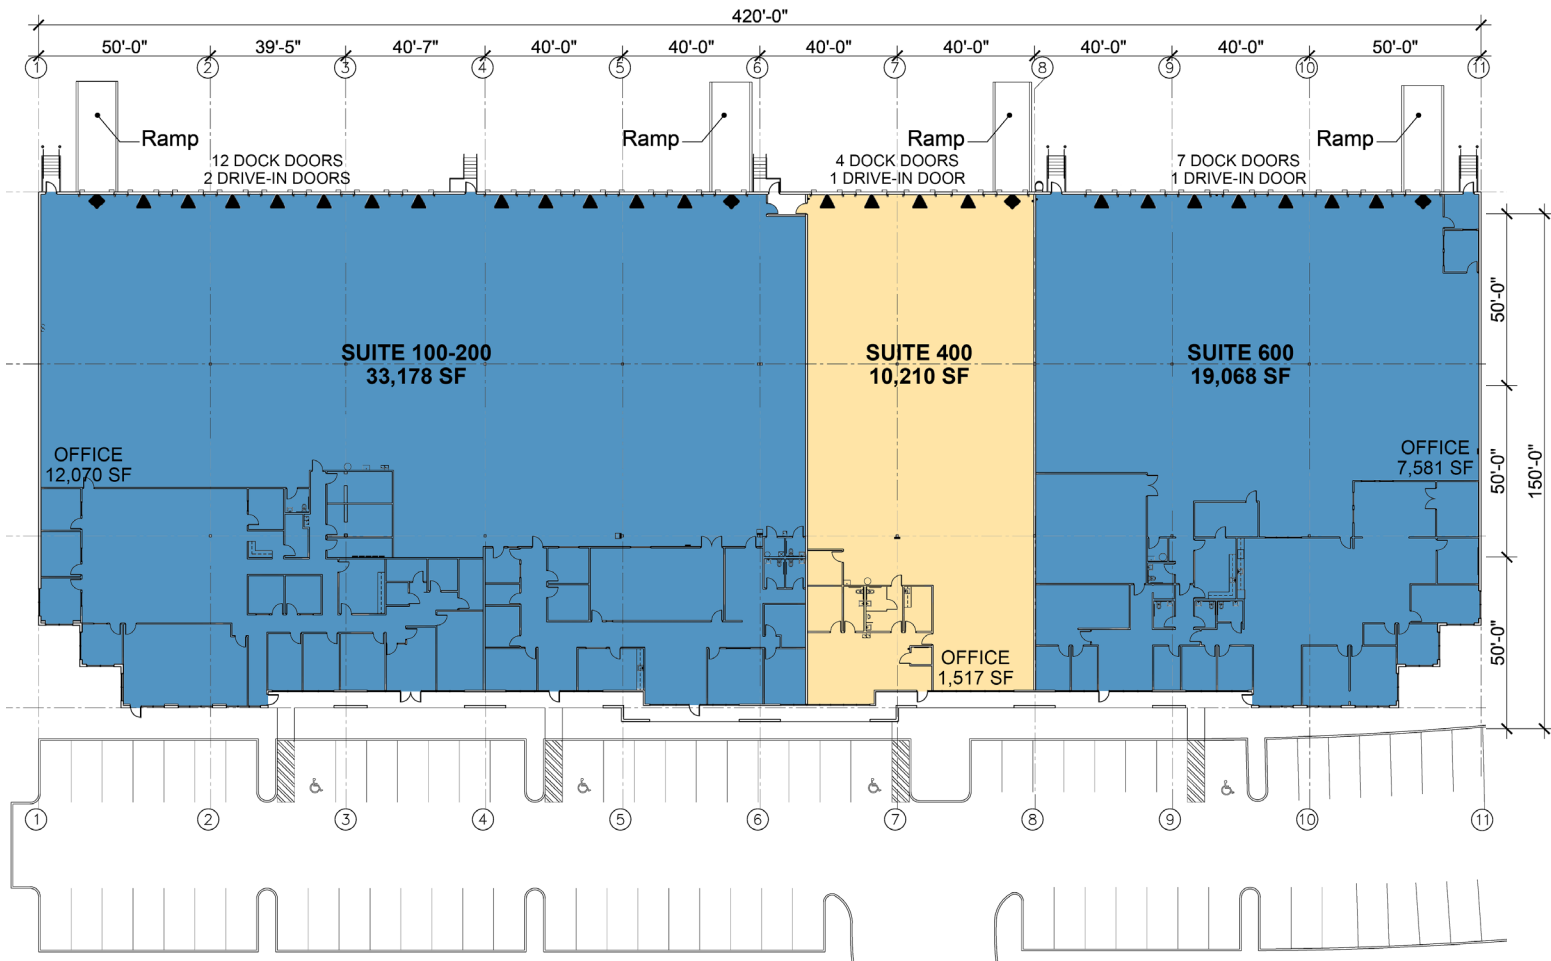 420'-0"
50'-0" 39'-5" 40'-7" 40'-0" 40'-0" 40'-0" 40'-0" 40'-0" 40'-0" 50'-0"
1 2 3 4 5 6 7 8 9 10 11
Ramp Ramp Ramp Ramp
12 DOCK DOORS
2 DRIVE-IN DOORS
4 DOCK DOORS
1 DRIVE-IN DOOR
7 DOCK DOORS
1 DRIVE-IN DOOR
SUITE 100-200
33,178 SF
SUITE 400
10,210 SF
SUITE 600
19,068 SF
50'-0"
50'-0"
50'-0"
150'-0"
OFFICE
12,070 SF
OFFICE
7,581 SF
OFFICE
1,517 SF
1 2 3 4 5 6 7 8 9 10 11